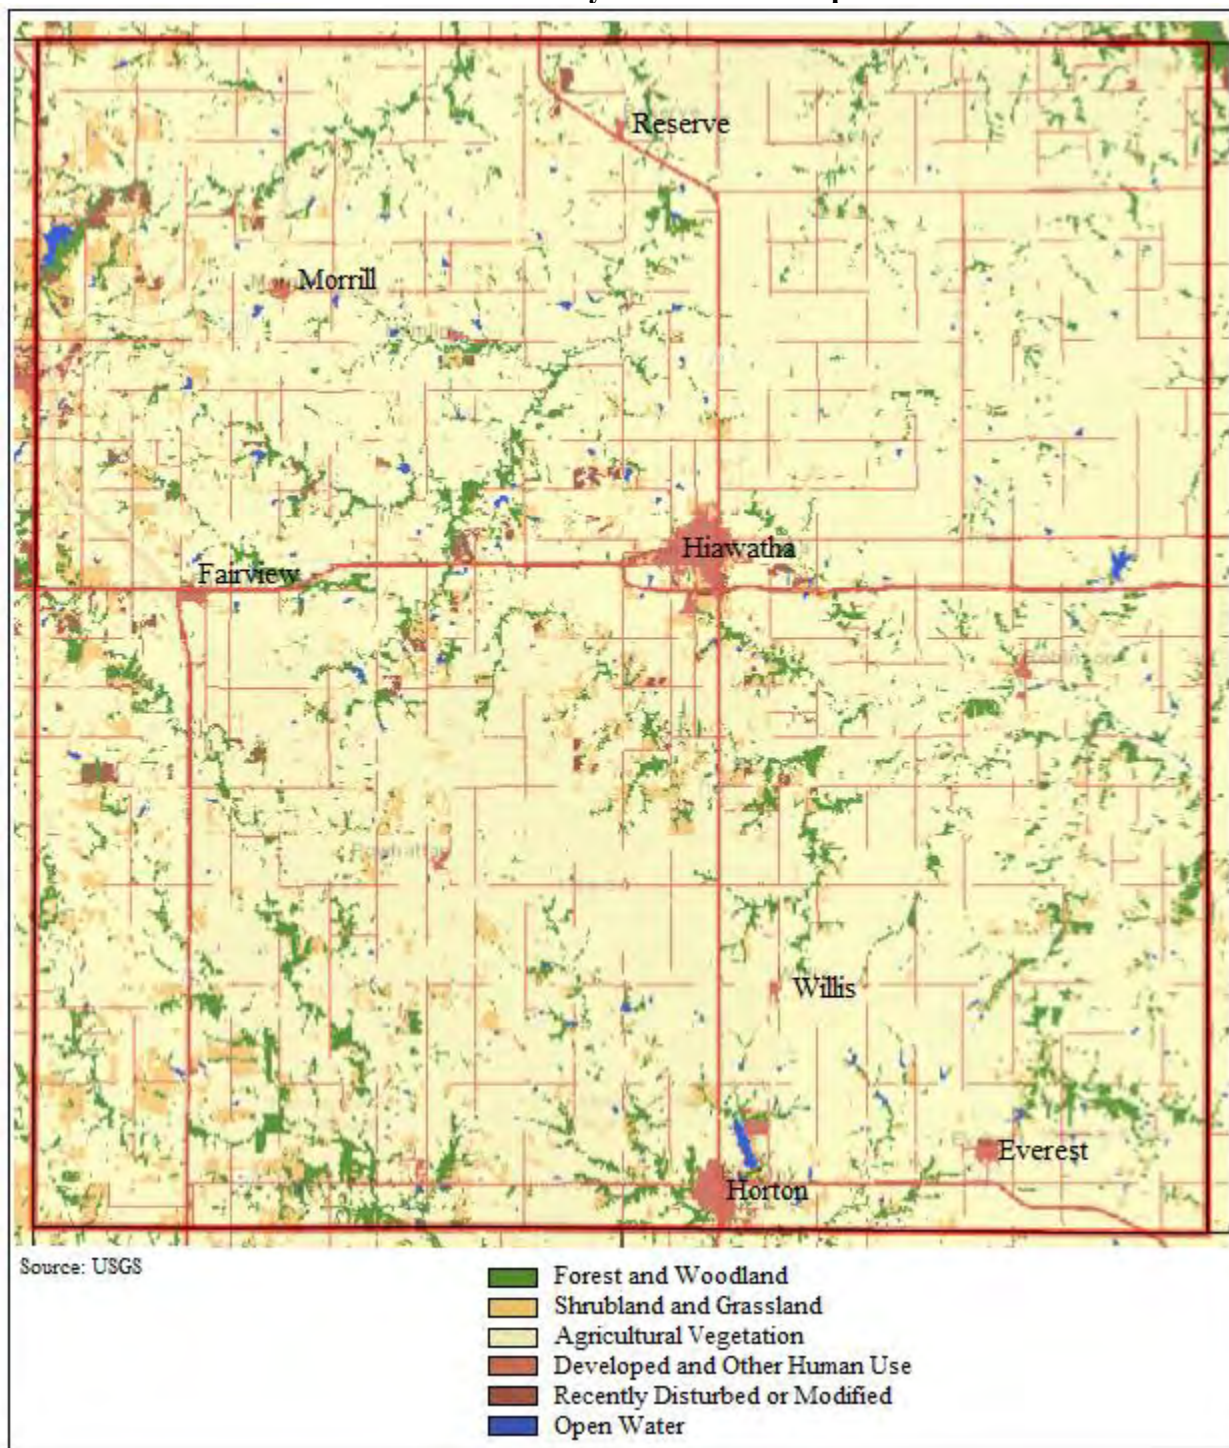 Reserve
Morrill
Hiawatha
Fairview
Willis
Everest
Horton
Source: USGS
Forest and Woodland
Shrubland and Grassland
Agricultural Vegetation
Developed and Other Human Use
Recently Disturbed or Modified
Open Water